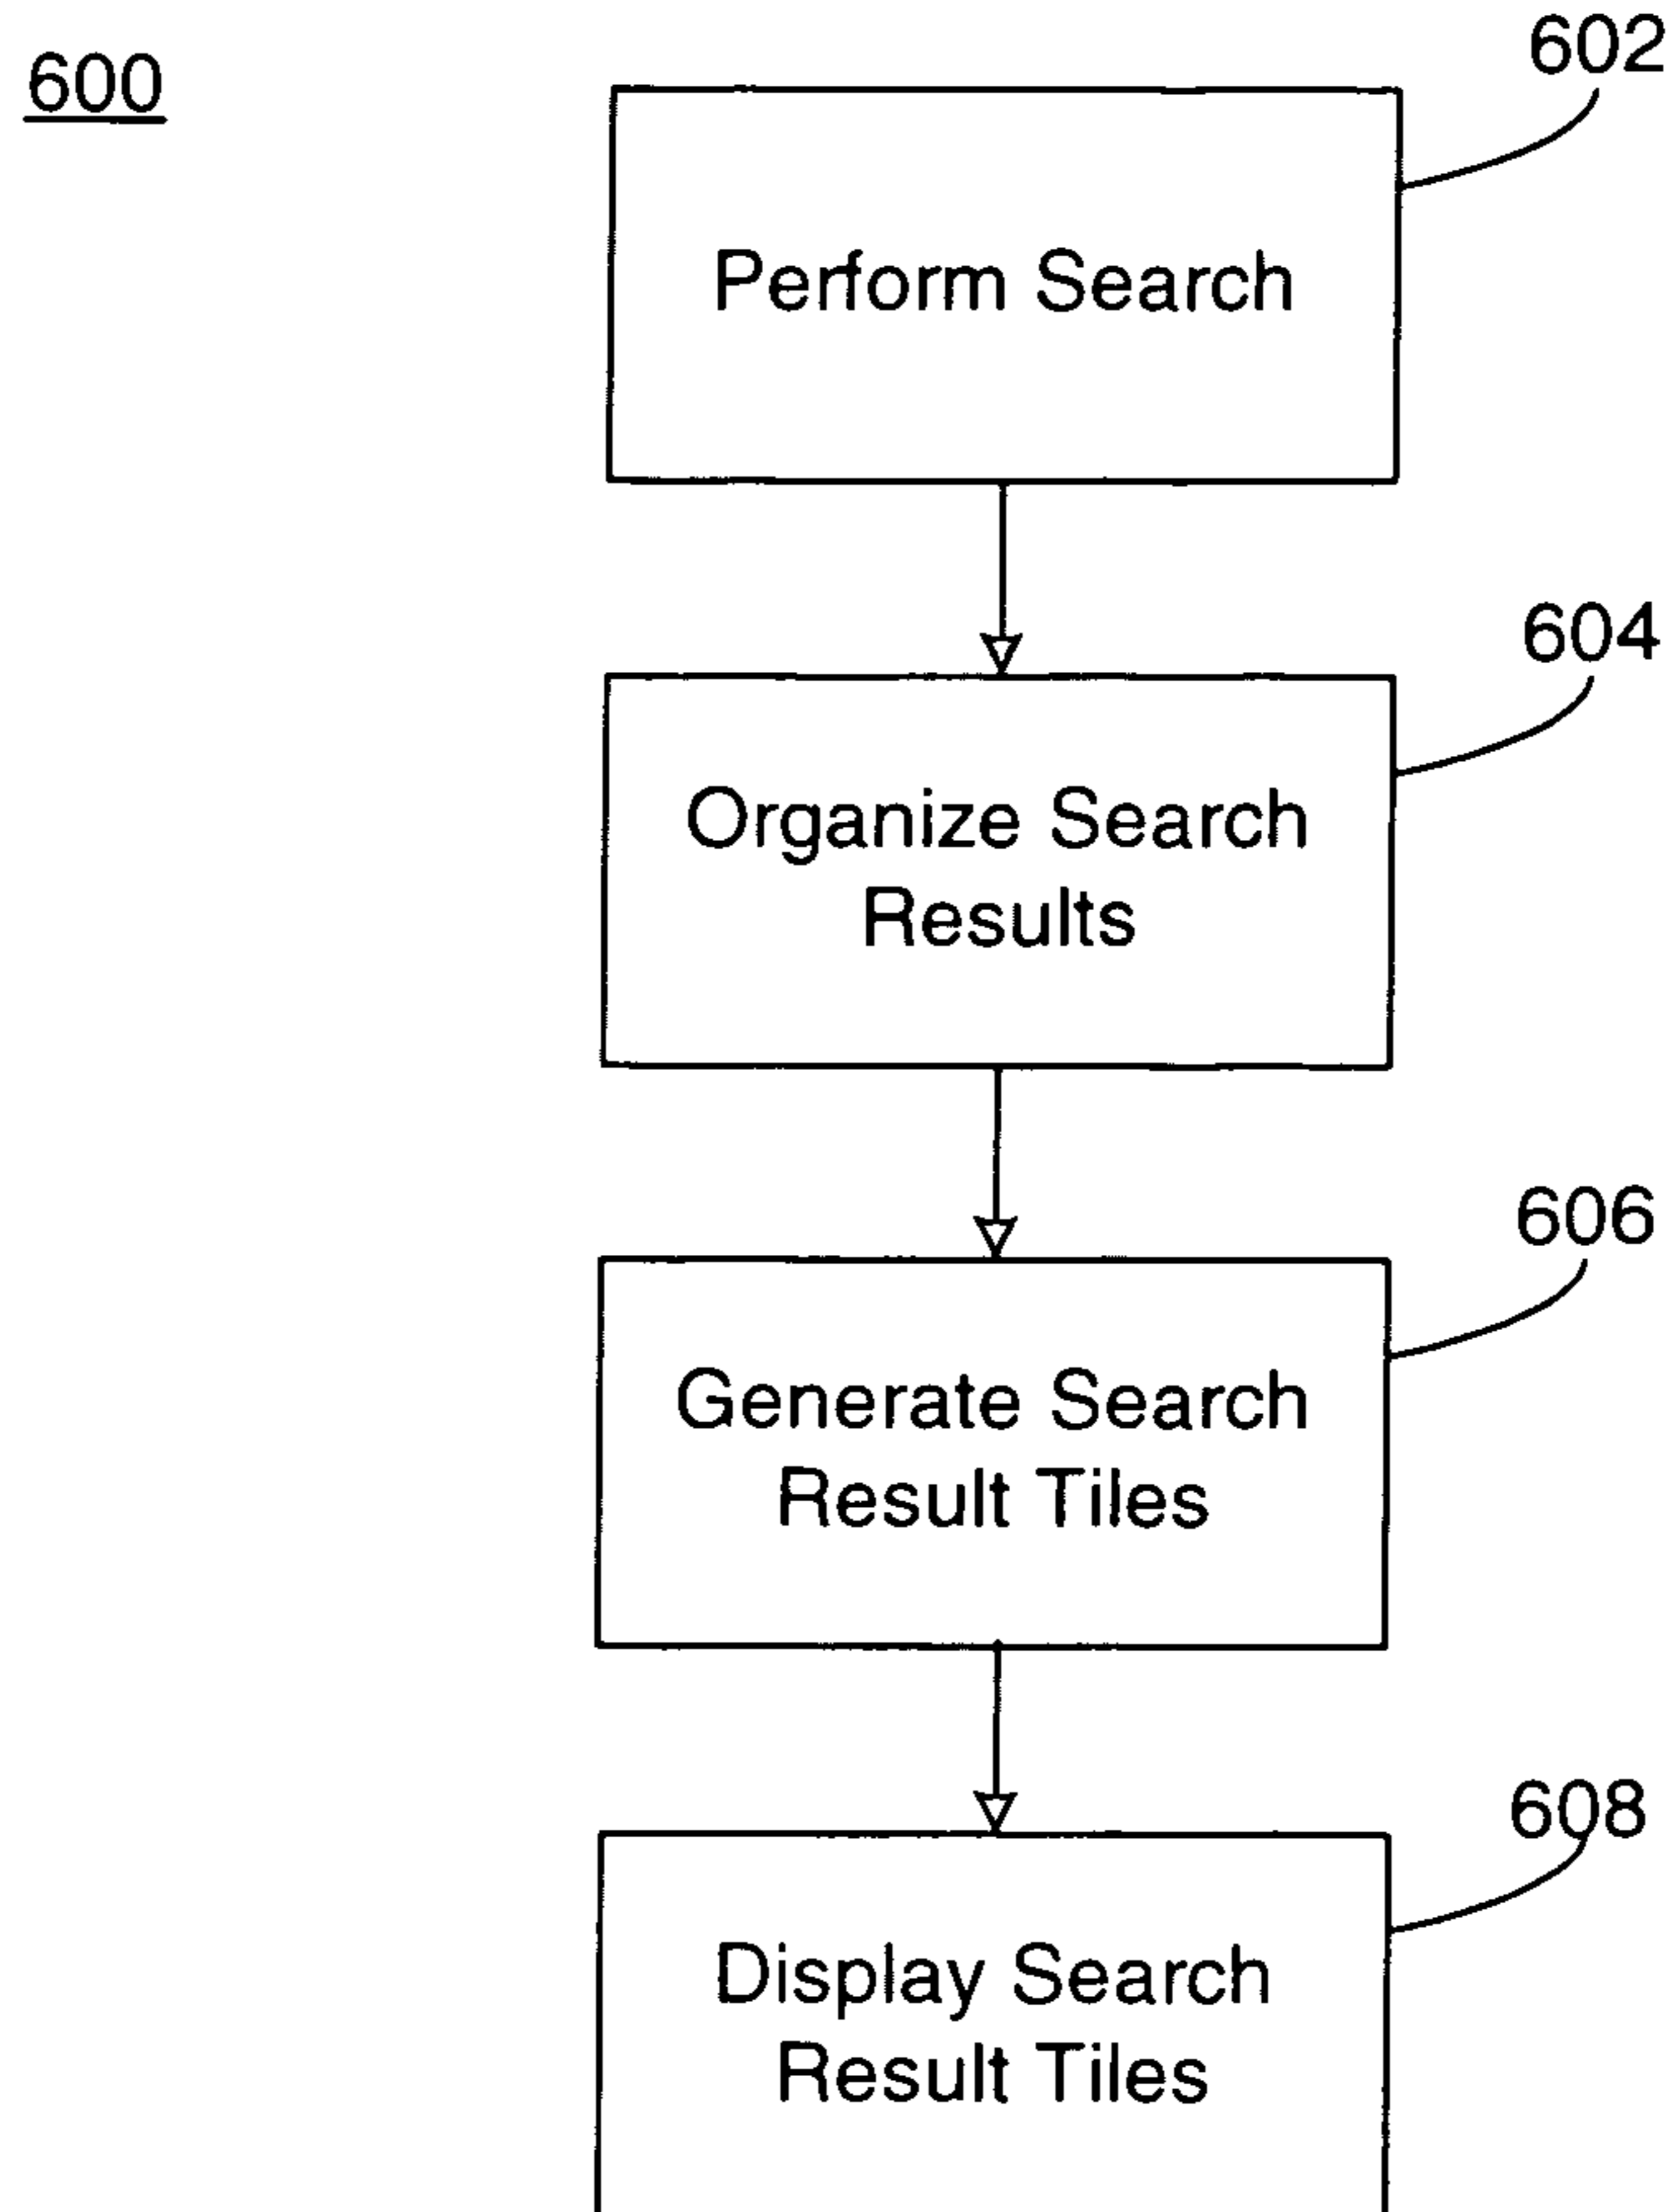 600
602
Perform Search
604
Organize Search
Results
606
Generate Search
Result Tiles
608
Display Search
Result Tiles